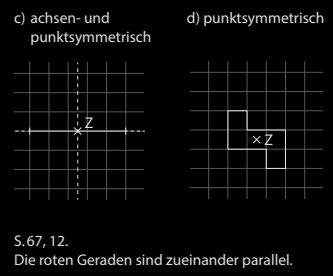 c) achsen- und
punktsymmetrisch
d) punktsymmetrisch
Z
Z
S.67, 12.
Die roten Geraden sind zueinander parallel.